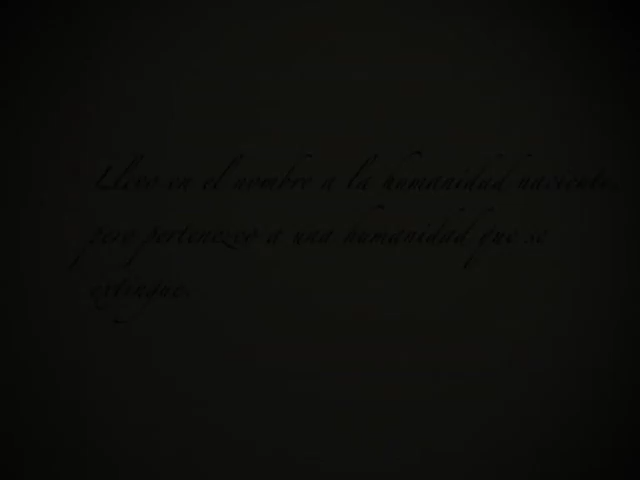 Llevo en el nombre a la humanidad naciente,
pero pertenezco a una humanidad que se
extingue.